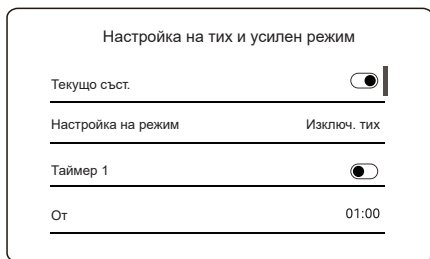 Настройка на тих и усилен режим
Текущо съст.
Настройка на режим Изключ. тих
Таймер 1
От 01:00